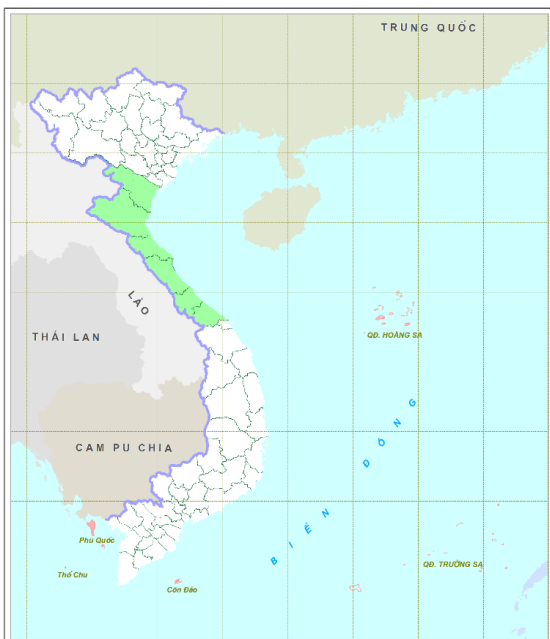 TRUNG QUỐC
LÀO
THÁI LAN
QĐ. HOÀNG SA
CAM PU CHIA
BIỂN ĐÔNG
Phú Quốc
Thổ Chu
Côn Đảo
QĐ. TRƯỜNG SA